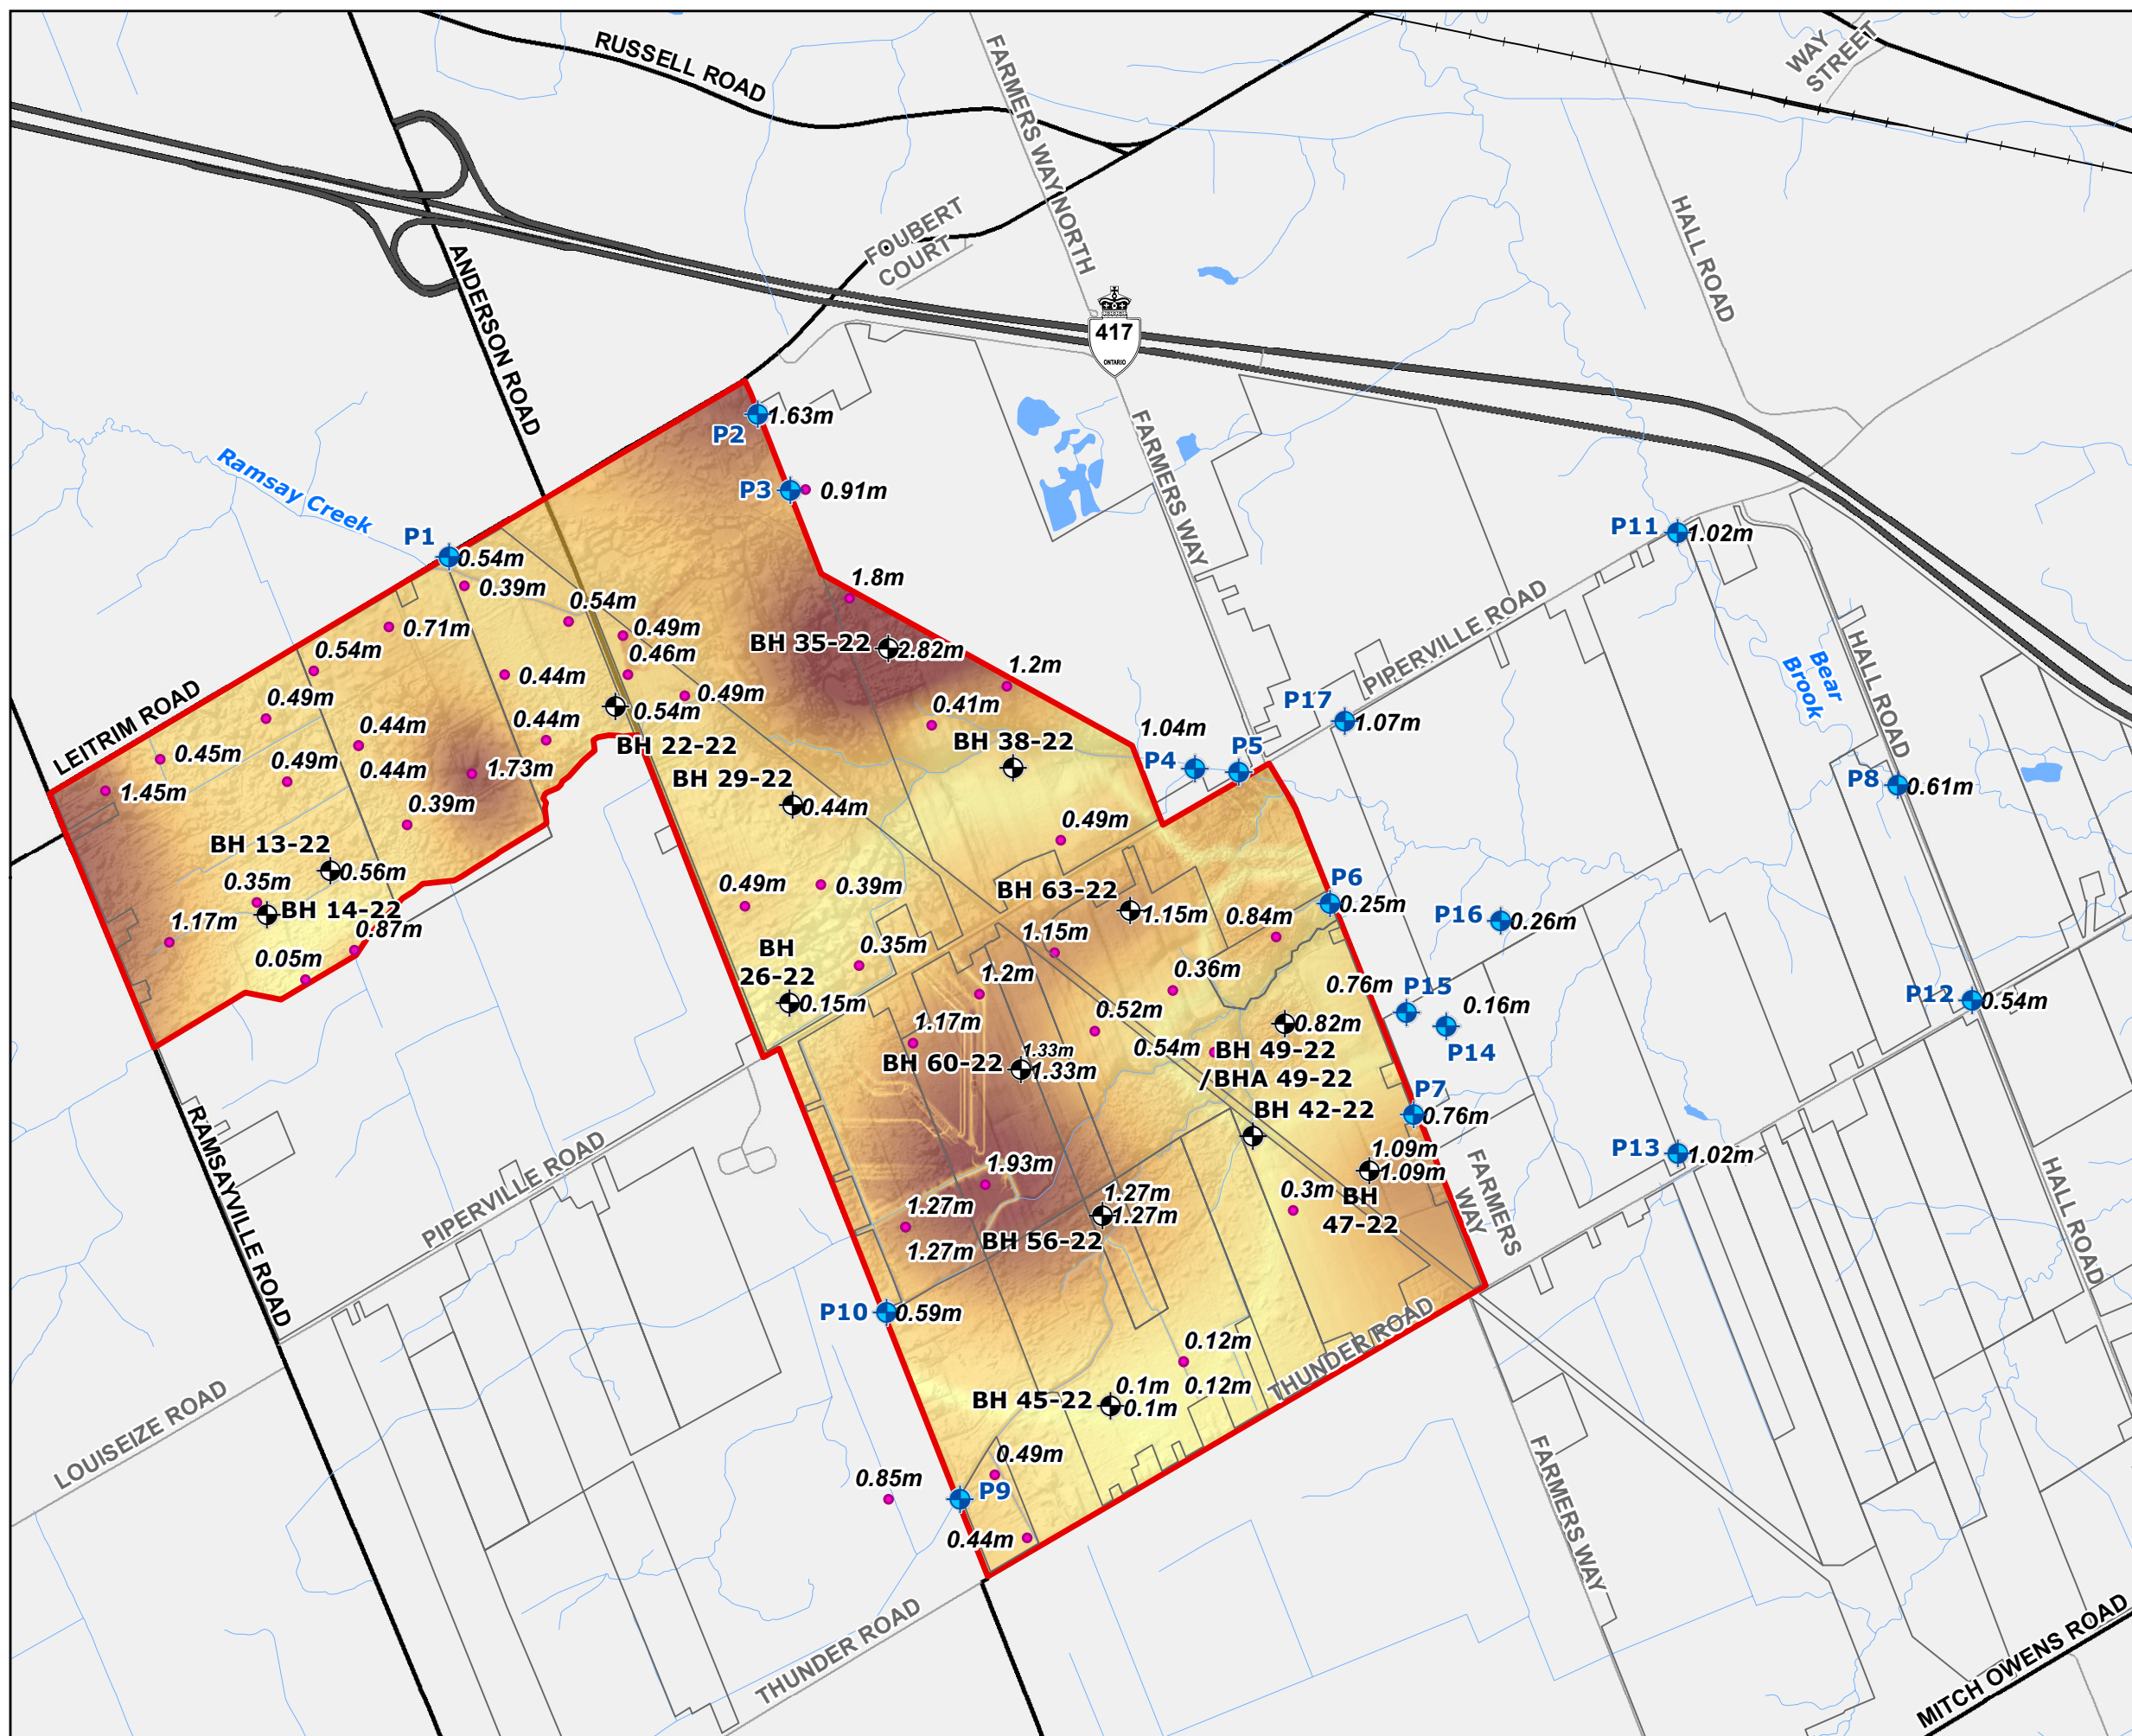 RUSSELL ROAD
WAY
STREET
FARMERS WAY NORTH
FOUBERT
COURT
HALL ROAD
ANDERSON ROAD
417
ONTARIO
P2
1.63m
FARMERS WAY
Ramsay Creek
P3
0.91m
P1
0.54m
P11
1.02m
0.39m
1.8m
PIPERVILLE ROAD
0.54m
0.71m
0.49m
BH 35-22
2.82m
HALL ROAD
0.54m
0.46m
1.2m
Bear
Brook
LEITRIM ROAD
0.44m
0.49m
0.49m
0.54m
0.41m
P17
1.07m
0.44m
0.44m
1.04m
BH 22-22
BH 38-22
0.45m
0.49m
0.44m
1.73m
P4
P5
BH 29-22
1.45m
0.44m
P8
0.61m
0.39m
0.49m
BH 13-22
0.56m
0.35m
0.49m
0.39m
BH 63-22
1.15m
P6
0.25m
BH 14-22
1.17m
0.87m
0.84m
P16
0.26m
0.05m
BH
26-22
0.15m
0.35m
1.15m
0.36m
1.2m
0.76m
P15
0.16m
P12
0.54m
1.17m
0.52m
0.82m
P14
BH 60-22
1.33m
1.33m
0.54m
BH 49-22
/BHA 49-22
RAMSAYVILLE ROAD
BH 42-22
P7
0.76m
PIPERVILLE ROAD
1.93m
1.09m
1.09m
P13
1.02m
FARMERS
WAY
HALL ROAD
1.27m
1.27m
1.27m
0.3m
BH
47-22
1.27m
BH 56-22
P10
0.59m
THUNDER ROAD
0.12m
0.12m
BH 45-22
0.1m
0.1m
LOUISEIZE ROAD
0.49m
0.85m
P9
FARMERS WAY
0.44m
THUNDER ROAD
MITCH OWENS ROAD